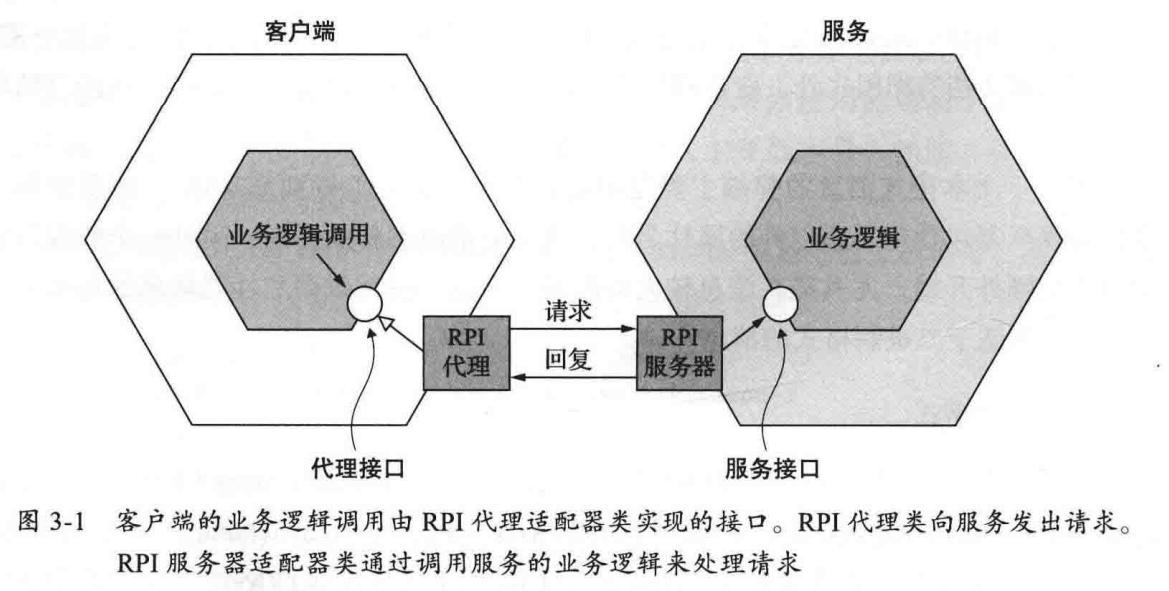 客户端
服务
业务逻辑调用
业务逻辑
请求
RPI
代理
回复
RPI
服务器
代理接口
服务接口
图 3-1 客户端的业务逻辑调用由 RPI 代理适配器类实现的接口。RPI 代理类向服务发出请求。
RPI 服务器适配器类通过调用服务的业务逻辑来处理请求